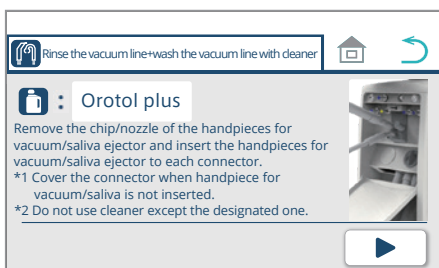 Rinse the vacuum line+wash the vacuum line with cleaner
: Orotol plus
Remove the chip/nozzle of the handpieces for
vacuum/saliva ejector and insert the handpieces for
vacuum/saliva ejector to each connector.
*1 Cover the connector when handpiece for
vacuum/saliva is not inserted.
*2 Do not use cleaner except the designated one.